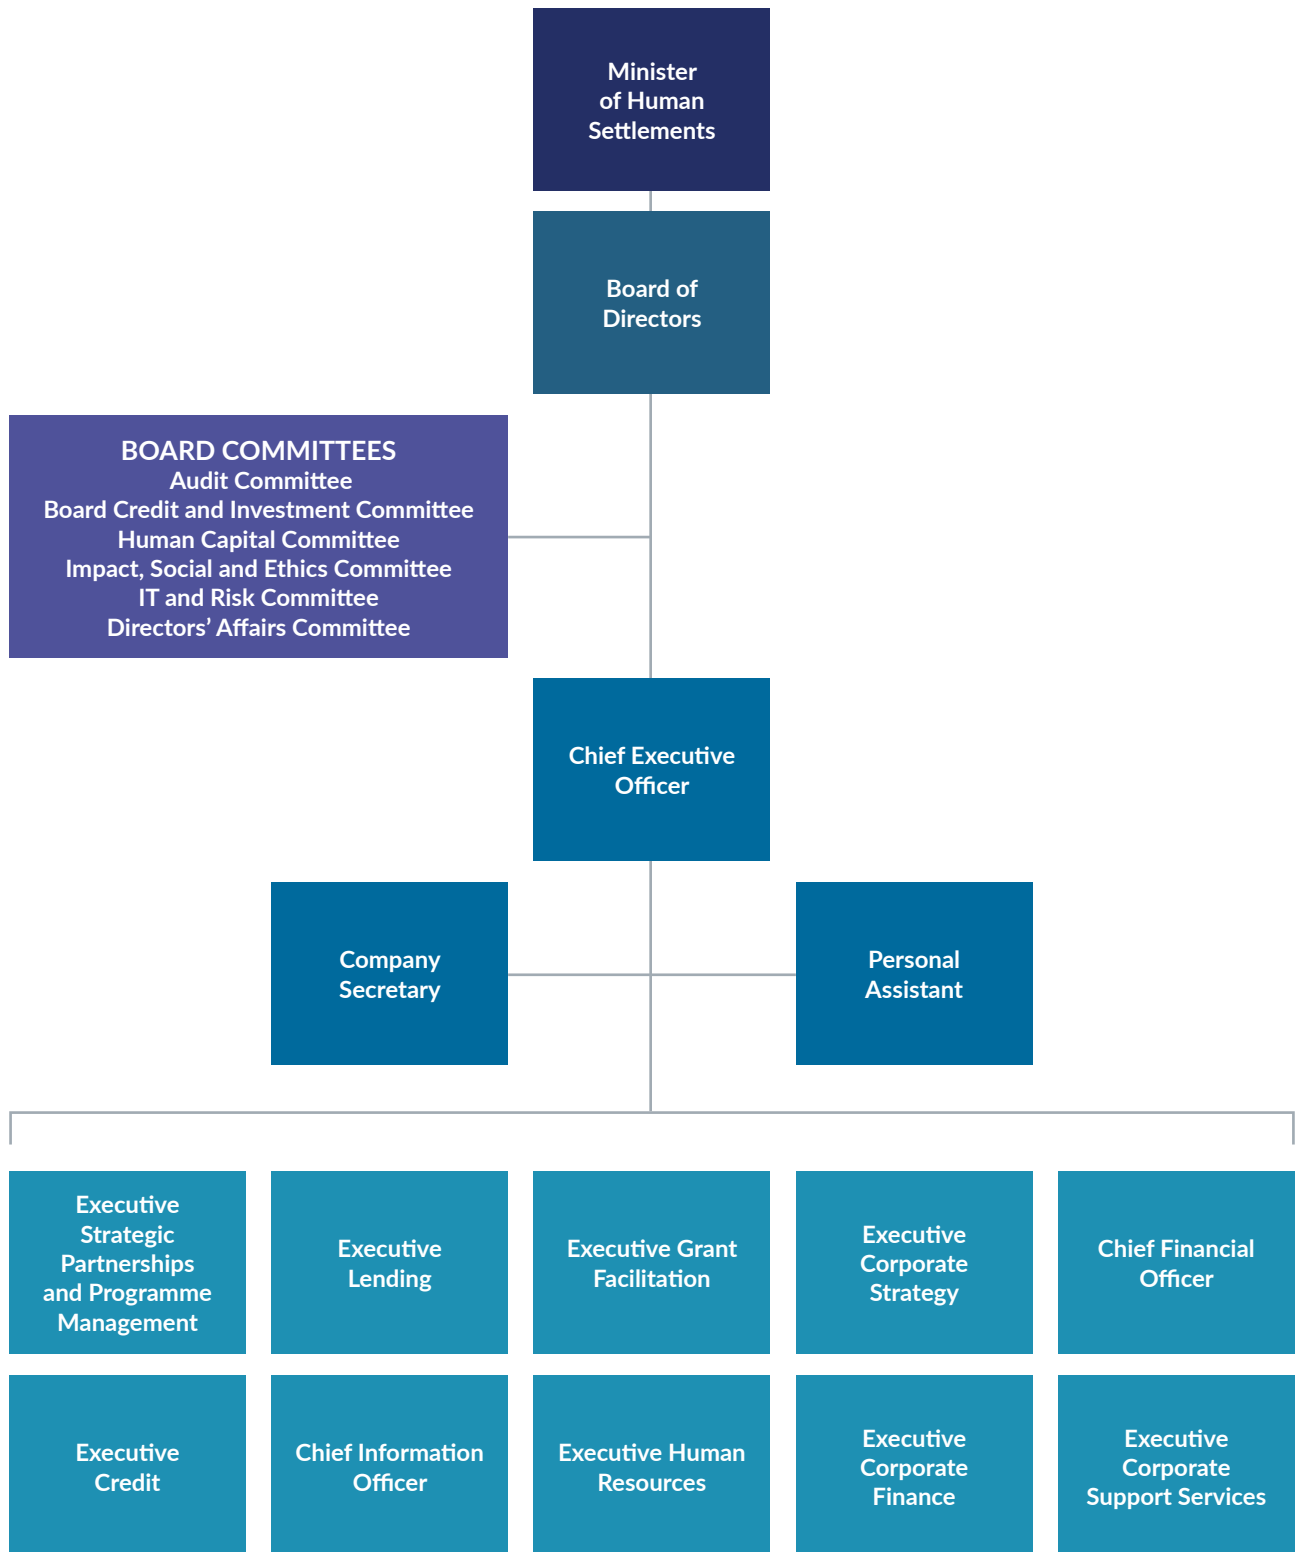 Minister
of Human
Settlements
Board of
Directors
BOARD COMMITTEES
Audit Committee
Board Credit and Investment Committee
Human Capital Committee
Impact, Social and Ethics Committee
IT and Risk Committee
Directors’ Affairs Committee
Chief Executive
Officer
Company
Secretary
Personal
Assistant
Executive
Strategic
Partnerships
and Programme
Management
Executive
Lending
Executive Grant
Facilitation
Executive
Corporate
Strategy
Chief Financial
Officer
Executive
Credit
Chief Information
Officer
Executive Human
Resources
Executive
Corporate
Finance
Executive
Corporate
Support Services